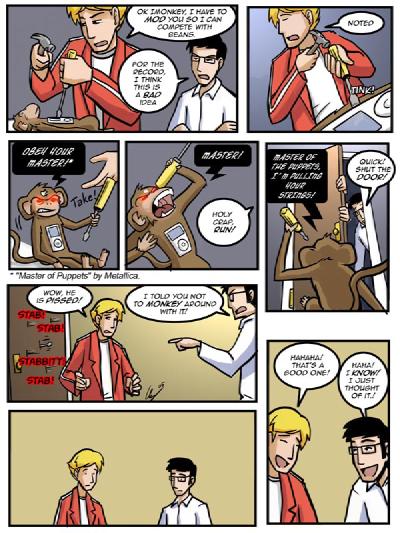 OK IMONKEY, I HAVE TO
MOD YOU SO I CAN
COMPETE WITH
BEANS.
FOR THE
RECORD,
I THINK
THIS IS
A BAD
IDEA
NOTED
TINK!
OBEY YOUR
MASTER!*
Take!
MASTER!
HOLY
CRAP,
RUN!
MASTER OF
THE PUPPETS,
I'M PULLING
YOUR
STRINGS!
QUICK!
SHUT THE
DOOR!
* "Master of Puppets" by Metallica.
WOW, HE
IS PISSED!
STAB!
STAB!
STABBITY!
STAB!
I TOLD YOU NOT
TO MONKEY AROUND
WITH IT!
HAHAHA!
THAT'S A
GOOD ONE!
HAHA!
I KNOW!
I JUST
THOUGHT
OF IT!